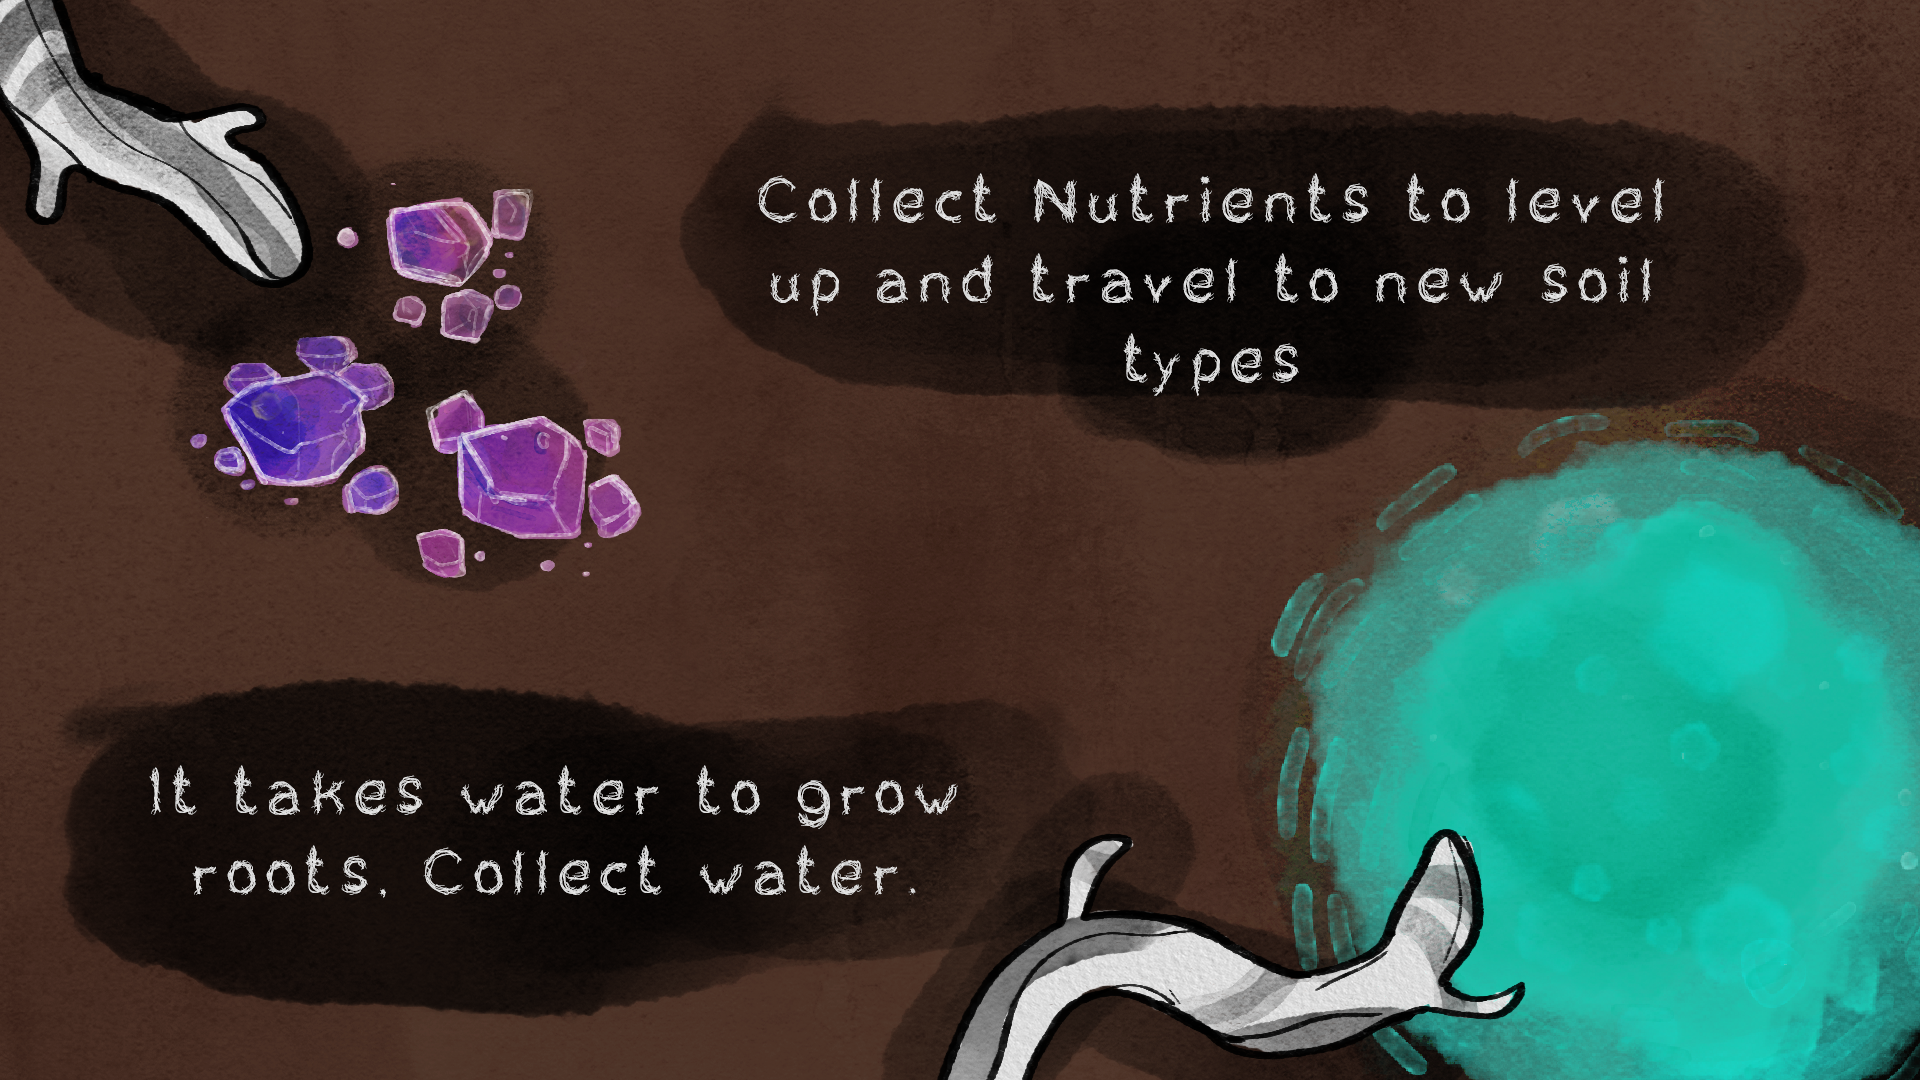 Collect Nutrients to level
up and travel to new soil
types
It takes water to grow
roots, Collect water.